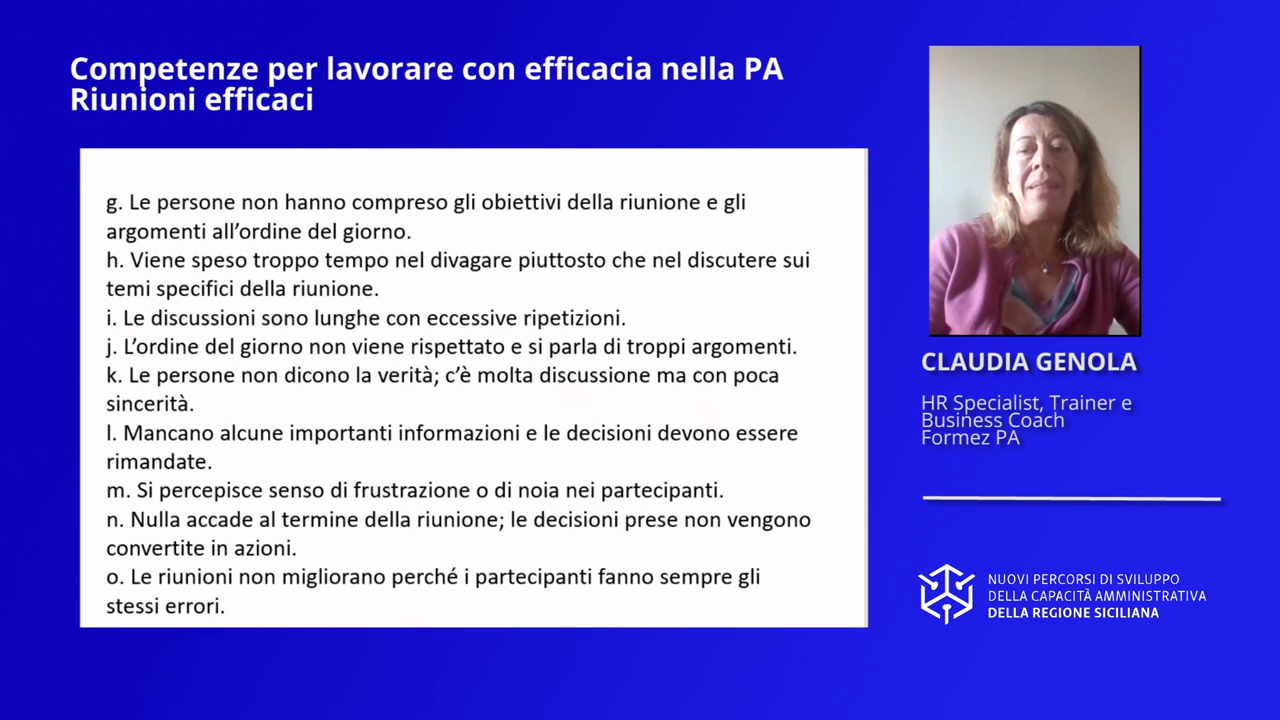 Competenze per lavorare con efficacia nella PA
Riunioni efficaci
g. Le persone non hanno compreso gli obiettivi della riunione e gli
argomenti all’ordine del giorno.
h. Viene speso troppo tempo nel divagare piuttosto che nel discutere sui
temi specifici della riunione.
i. Le discussioni sono lunghe con eccessive ripetizioni.
j. L’ordine del giorno non viene rispettato e si parla di troppi argomenti.
k. Le persone non dicono la verità; c’è molta discussione ma con poca
sincerità.
l. Mancano alcune importanti informazioni e le decisioni devono essere
rimandate.
m. Si percepisce senso di frustrazione o di noia nei partecipanti.
n. Nulla accade al termine della riunione; le decisioni prese non vengono
convertite in azioni.
o. Le riunioni non migliorano perché i partecipanti fanno sempre gli
stessi errori.
CLAUDIA GENOLA
HR Specialist, Trainer e
Business Coach
Formez PA
NUOVI PERCORSI DI SVILUPPO
DELLA CAPACITÀ AMMINISTRATIVA
DELLA REGIONE SICILIANA